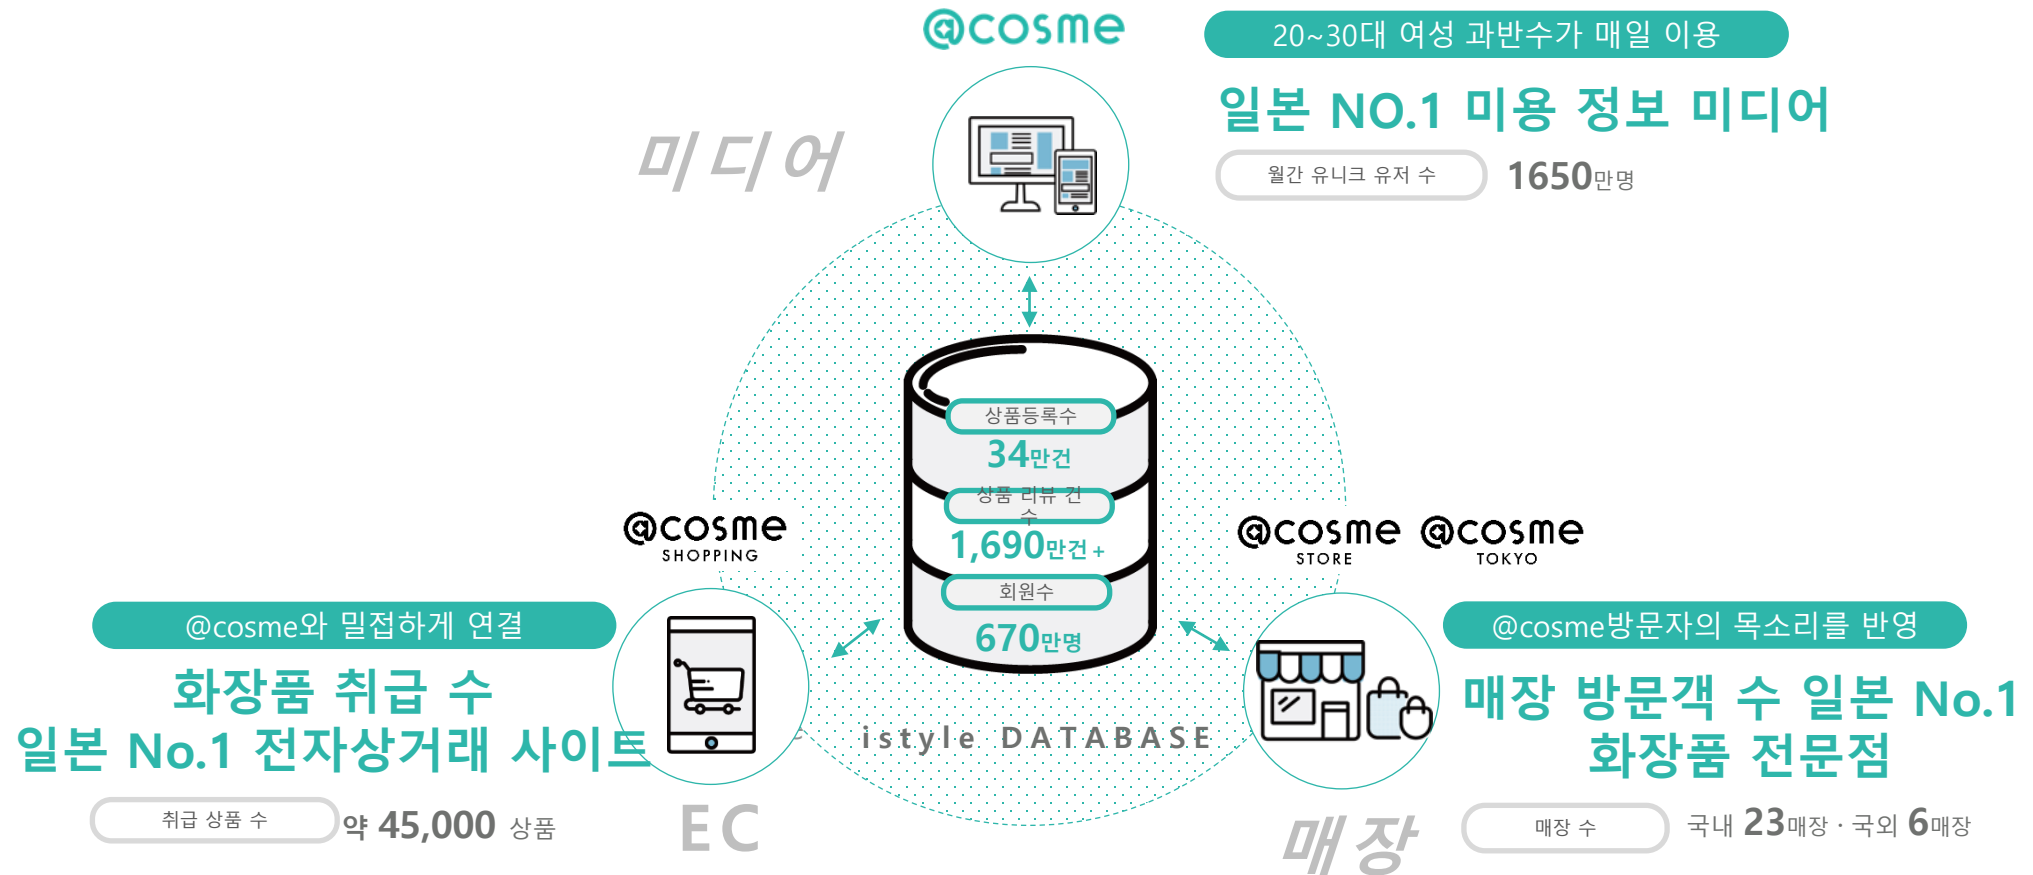 @cosme
20~30대 여성 과반수가 매일 이용
일본 NO.1 미용 정보 미디어
월간 유니크 유저 수 1650만명
미디어
상품등록수
34만건
상품 리뷰 건
수
1,690만건+
회원수
670만명
istyle DATABASE
@cosme
SHOPPING
@cosme와 밀접하게 연결
화장품 취급 수
일본 No.1 전자상거래 사이트
취급 상품 수 약 45,000 상품
EC
@cosme
STORE
@cosme
TOKYO
@cosme방문자의 목소리를 반영
매장 방문객 수 일본 No.1
화장품 전문점
매장 수 국내 23매장 · 국외 6매장
매장